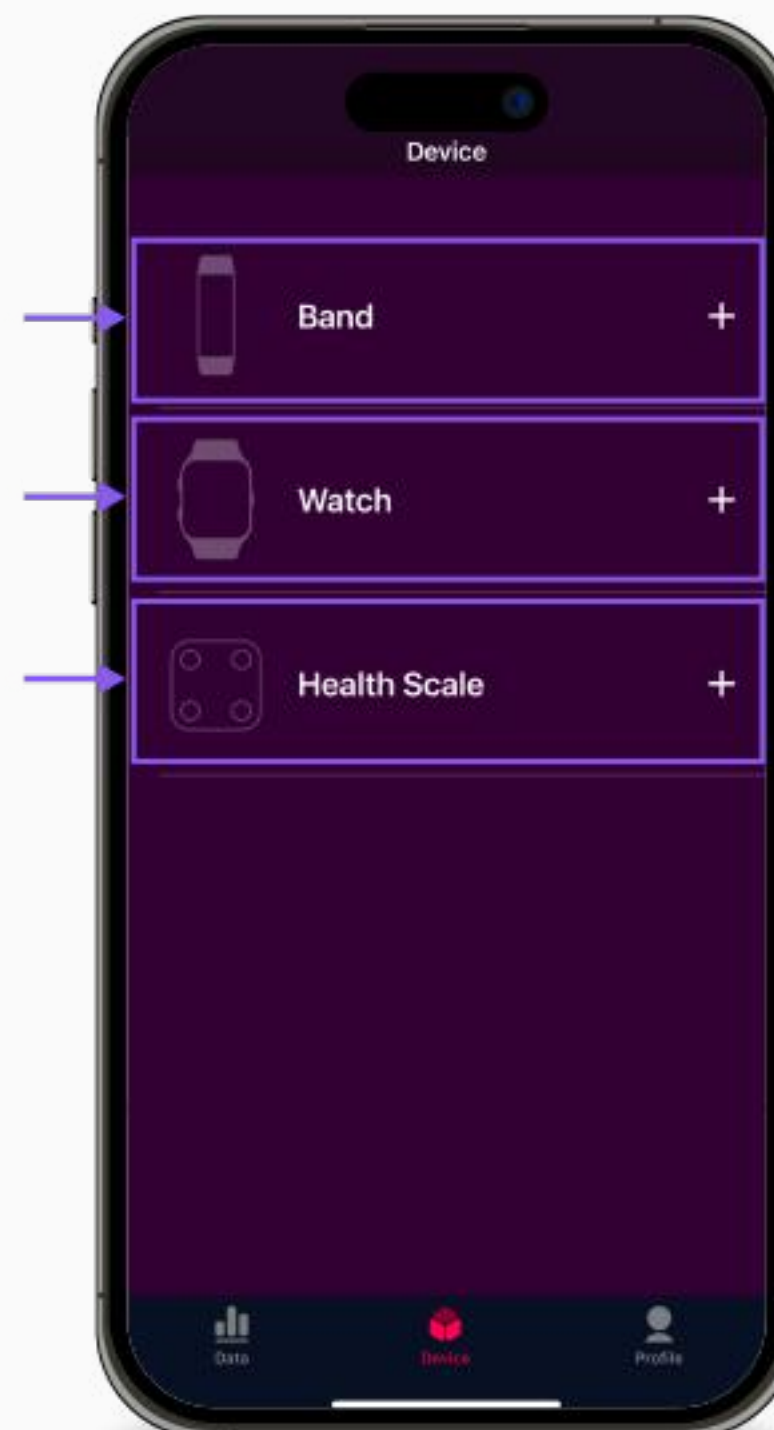 Device
Band +
Watch +
Health Scale +
Data Device Profile